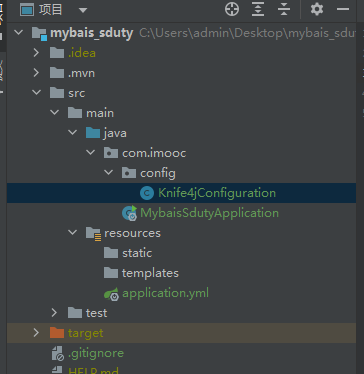 项目
mybais_sduty C:\Users\admin\Desktop\mybais_sd
.idea
.mvn
src
main
java
com.imooc
config
Knife4jConfiguration
MybaisSdutyApplication
resources
static
templates
application.yml
test
target
.gitignore
HELP.md